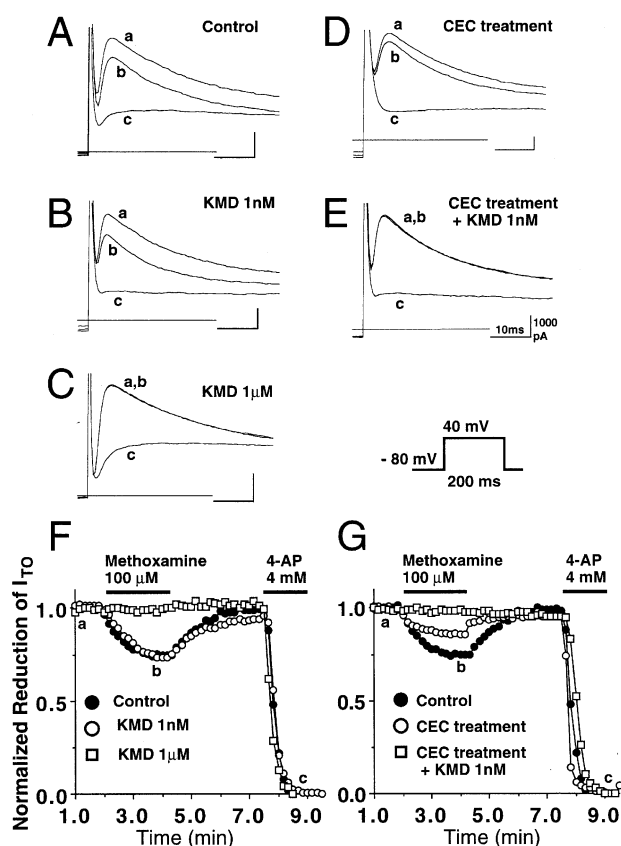 A
Control
a
b
c
D
CEC treatment
a
b
c
B
KMD 1nM
a
b
c
E
CEC treatment
+ KMD 1nM
a,b
c
10ms
1000
pA
C
KMD 1μM
a,b
c
40 mV
- 80 mV
200 ms
F
Methoxamine
100 μM
4-AP
4 mM
Normalized Reduction of ITO
1.0
0.5
0.0
a
b
c
Control
KMD 1nM
KMD 1μM
1.0 3.0 5.0 7.0 9.0
Time (min)
G
Methoxamine
100 μM
4-AP
4 mM
1.0
0.5
0.0
a
b
c
Control
CEC treatment
CEC treatment
+ KMD 1nM
1.0 3.0 5.0 7.0 9.0
Time (min)